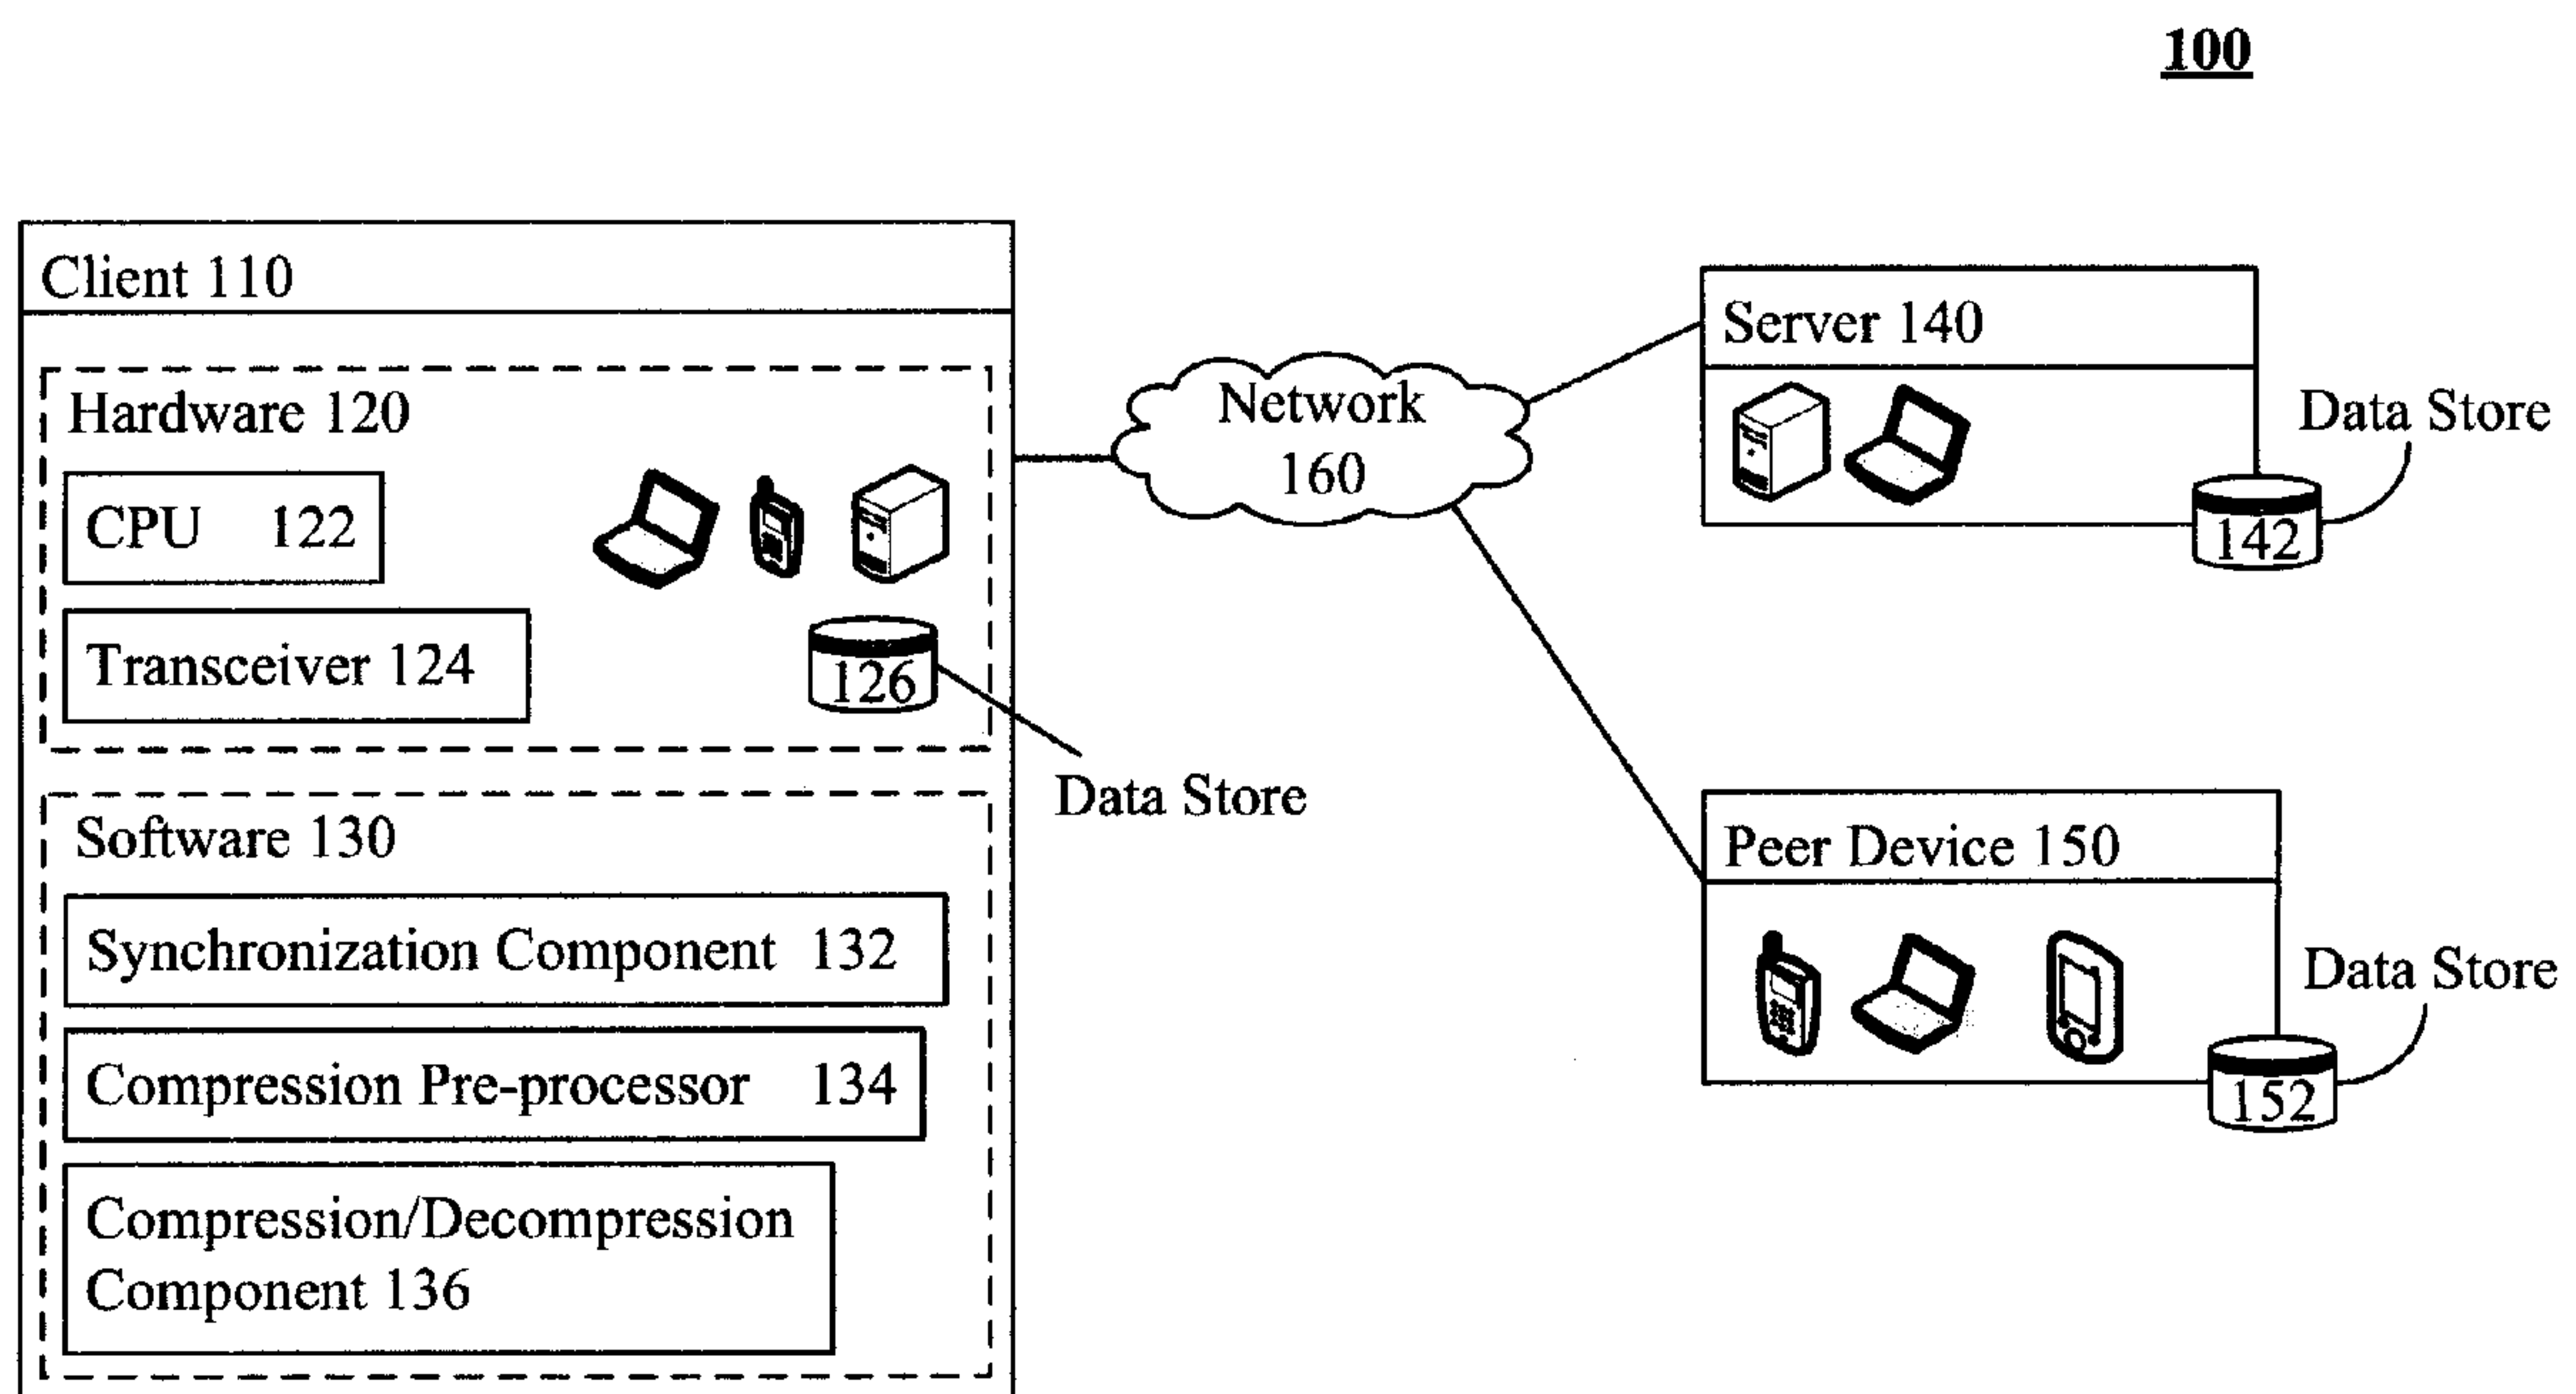 100
Client 110
Hardware 120
CPU 122
Transceiver 124
126
Data Store
Software 130
Synchronization Component 132
Compression Pre-processor 134
Compression/Decompression
Component 136
Network
160
Server 140
Data Store
142
Peer Device 150
Data Store
152